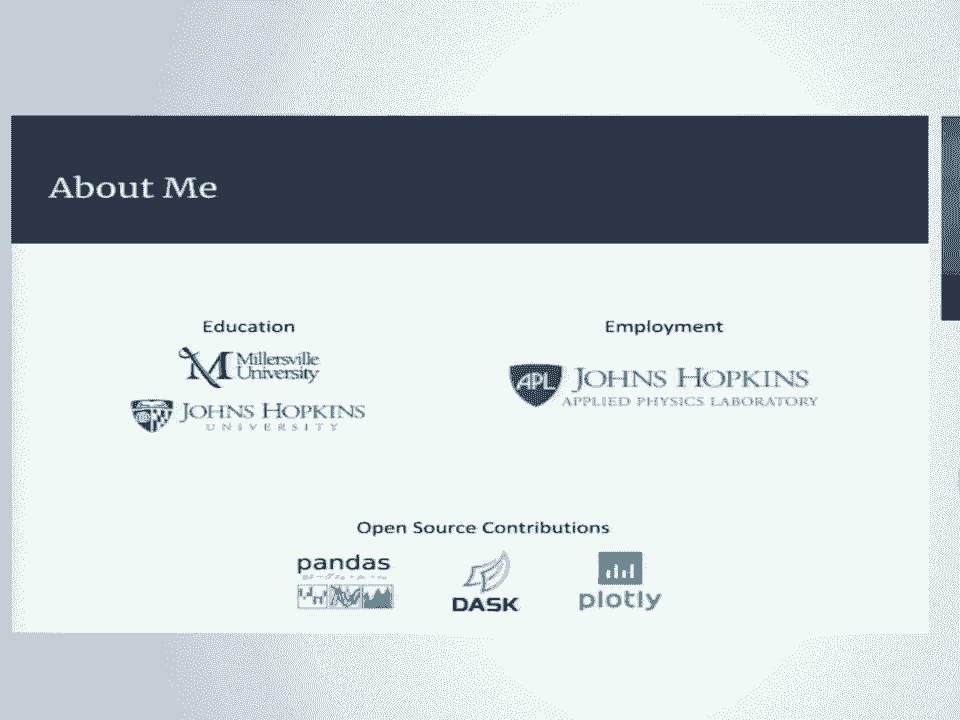 About Me
Education
Employment
Millersville
University
JOHNS HOPKINS
UNIVERSITY
APL
JOHNS HOPKINS
APPLIED PHYSICS LABORATORY
Open Source Contributions
pandas
DASK
plotly